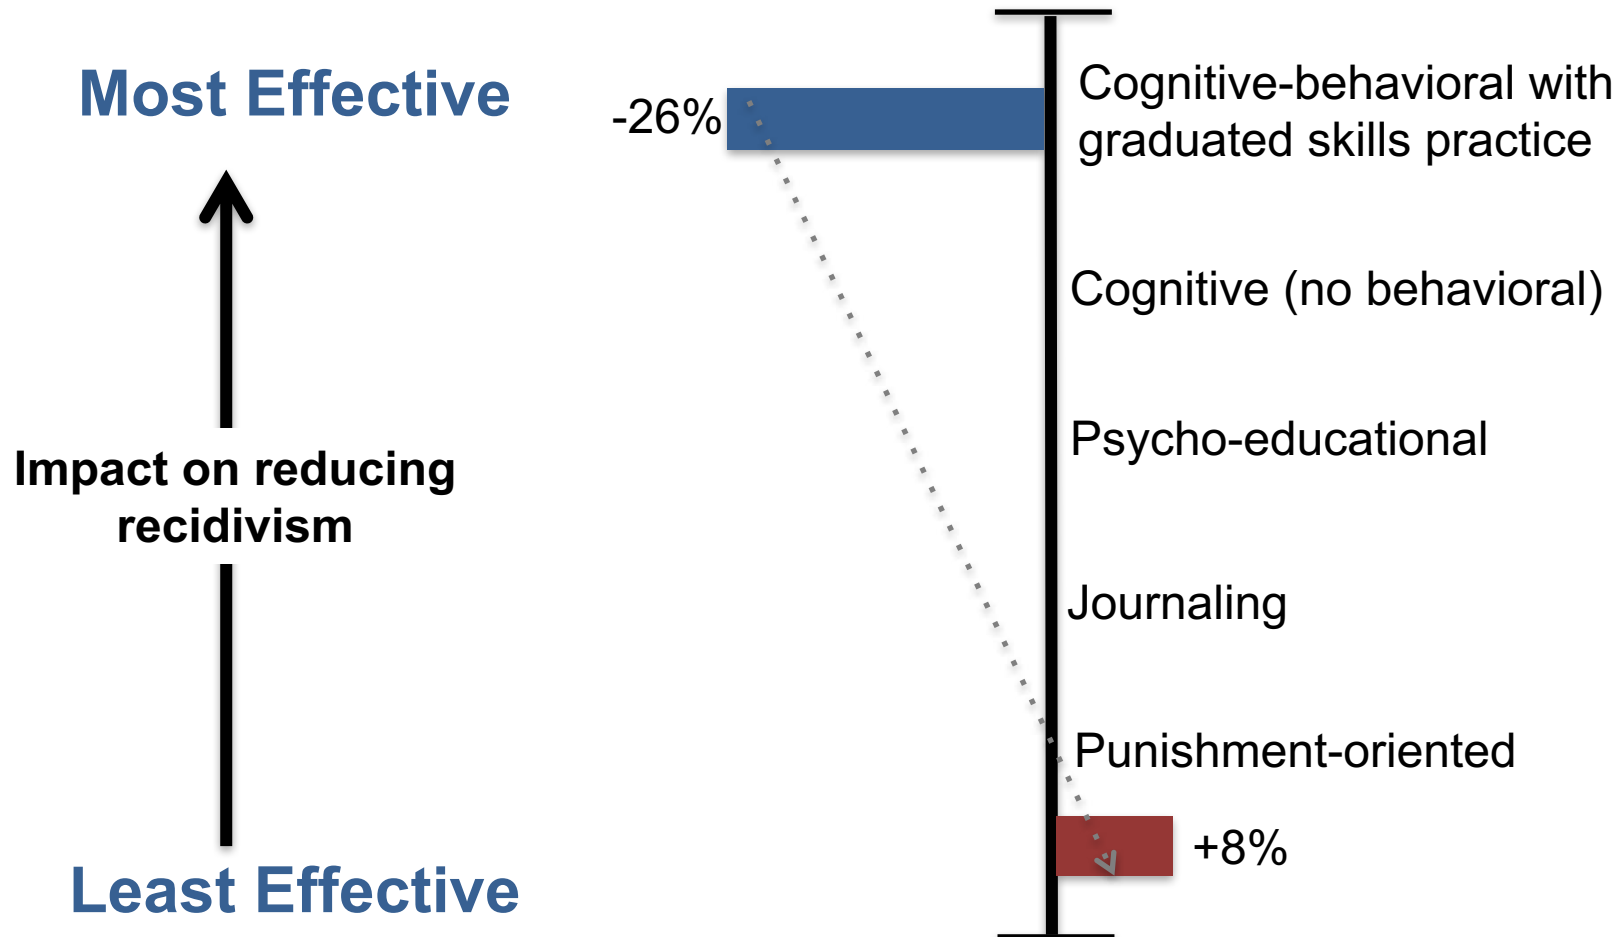 Most Effective
Impact on reducing
recidivism
Least Effective
-26%
Cognitive-behavioral with
graduated skills practice
Cognitive (no behavioral)
Psycho-educational
Journaling
Punishment-oriented
+8%